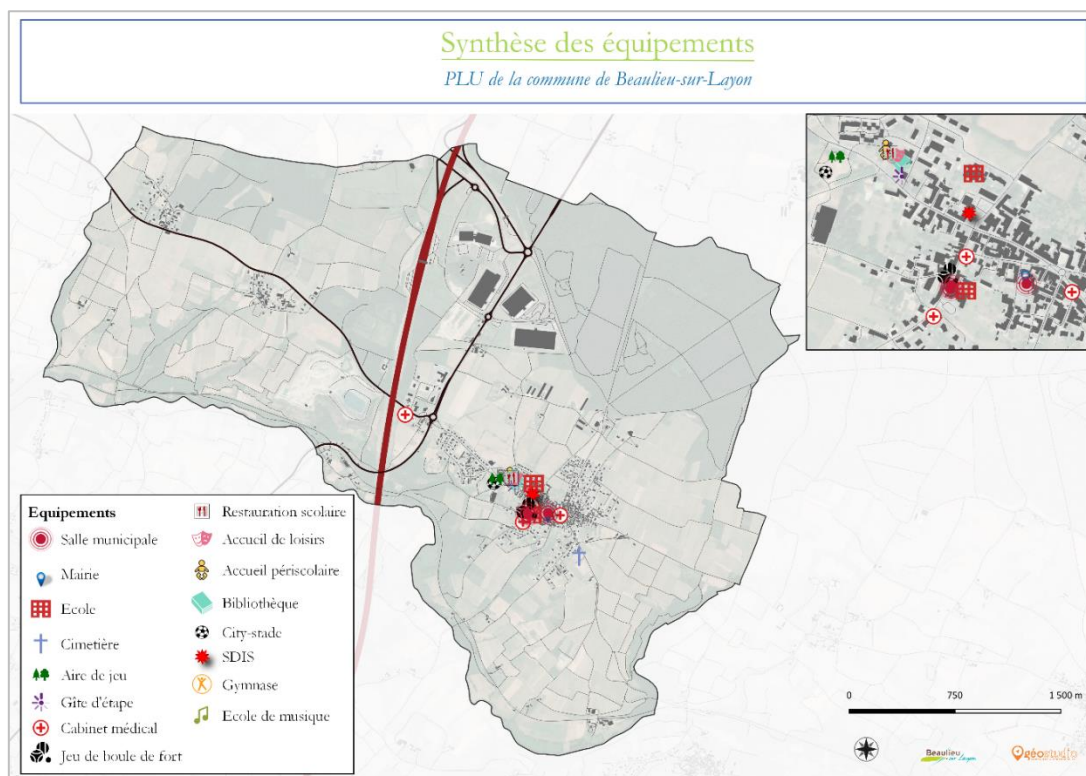 Synthèse des équipements
PLU de la commune de Beaulieu-sur-Layon
Equipements
Salle municipale
Mairie
Ecole
Cimetière
Aire de jeu
Gîte d'étape
Cabinet médical
Jeu de boule de fort
Restauration scolaire
Accueil de loisirs
Accueil périscolaire
Bibliothèque
City-stade
SDIS
Gymnase
Ecole de musique
0 750 1 500 m
Beaulieu
sur Layon
géostudio